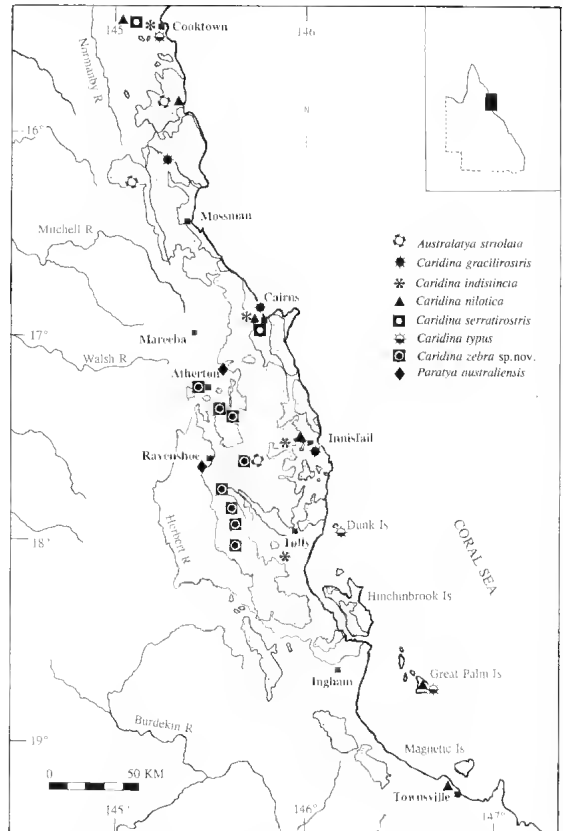 145
146
Cooktown
Normanby R
N
16°
Mossman
Mitchell R
Australatya striolata
Caridina gracilirostris
Caridina indistincta
Caridina nilotica
Caridina serratirostris
Caridina typus
Caridina zebra sp.nov.
Paratya australiensis
Cairns
17°
Mareeba
Walsh R
Atherton
Innisfail
Ravenshoe
Herbert R
Dunk Is
18°
Tully
CORAL SEA
Hinchinbrook Is
Ingham
Great Palm Is
Burdekin R
19°
Magnetic Is
0 50 KM
Townsville
145°
146°
147°